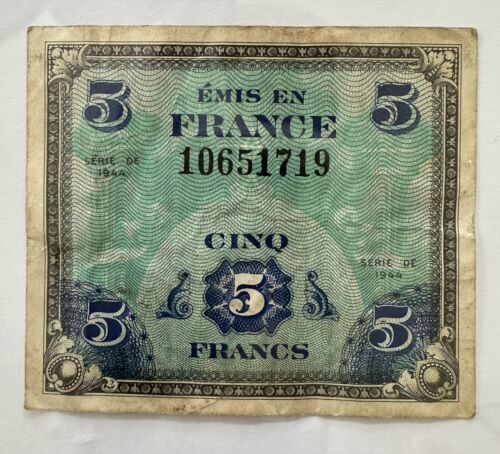 5 ÉMIS EN 5
FRANCE
10651719
SÉRIE DE
1944
CINQ
SÉRIE DE
1944
5
5 FRANCS 5